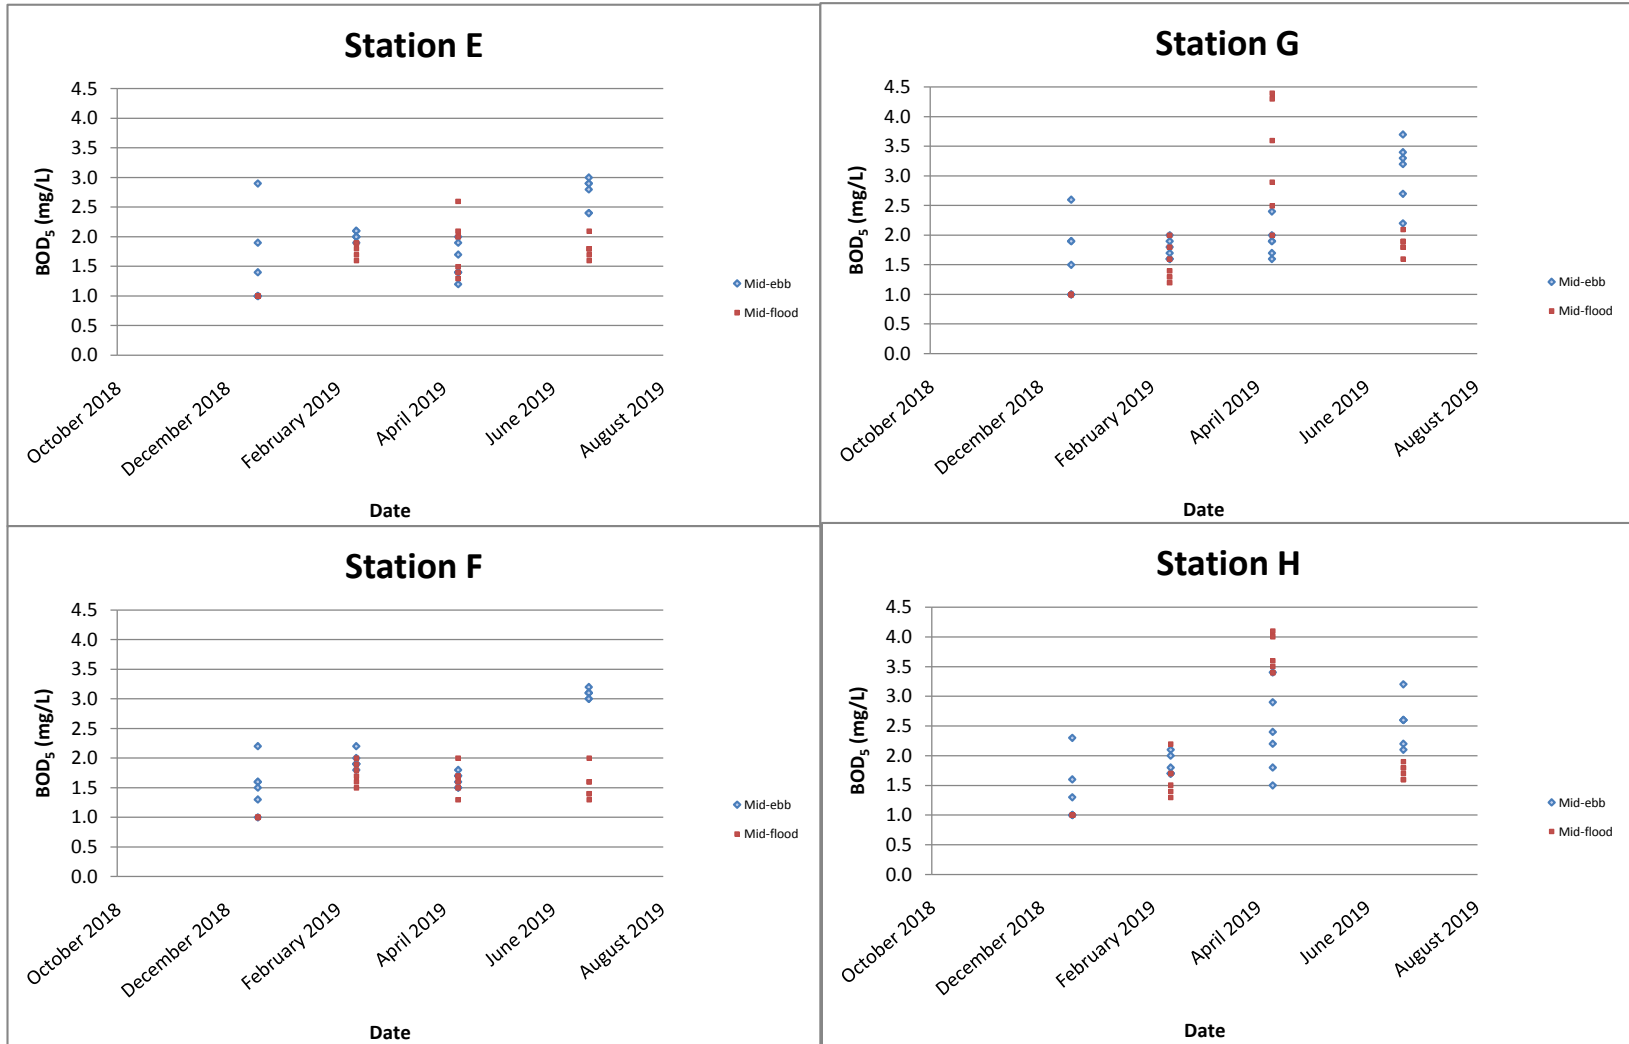 Station E
4.5
4.0
3.5
3.0
2.5
2.0
1.5
1.0
0.5
0.0
BOD₅ (mg/L)
October 2018
December 2018
February 2019
April 2019
June 2019
August 2019
Date
Mid-ebb
Mid-flood
Station G
4.5
4.0
3.5
3.0
2.5
2.0
1.5
1.0
0.5
0.0
BOD₅ (mg/L)
October 2018
December 2018
February 2019
April 2019
June 2019
August 2019
Date
Mid-ebb
Mid-flood
Station F
4.5
4.0
3.5
3.0
2.5
2.0
1.5
1.0
0.5
0.0
BOD₅ (mg/L)
October 2018
December 2018
February 2019
April 2019
June 2019
August 2019
Date
Mid-ebb
Mid-flood
Station H
4.5
4.0
3.5
3.0
2.5
2.0
1.5
1.0
0.5
0.0
BOD₅ (mg/L)
October 2018
December 2018
February 2019
April 2019
June 2019
August 2019
Date
Mid-ebb
Mid-flood